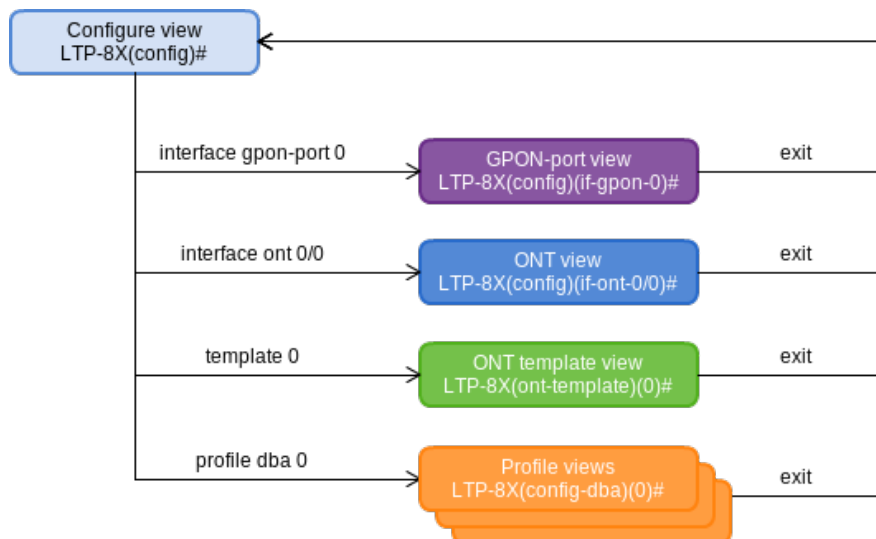 Configure view
LTP-8X(config)#
interface gpon-port 0
GPON-port view
LTP-8X(config)(if-gpon-0)#
exit
interface ont 0/0
ONT view
LTP-8X(config)(if-ont-0/0)#
exit
template 0
ONT template view
LTP-8X(ont-template)(0)#
exit
profile dba 0
Profile views
LTP-8X(config-dba)(0)#
exit